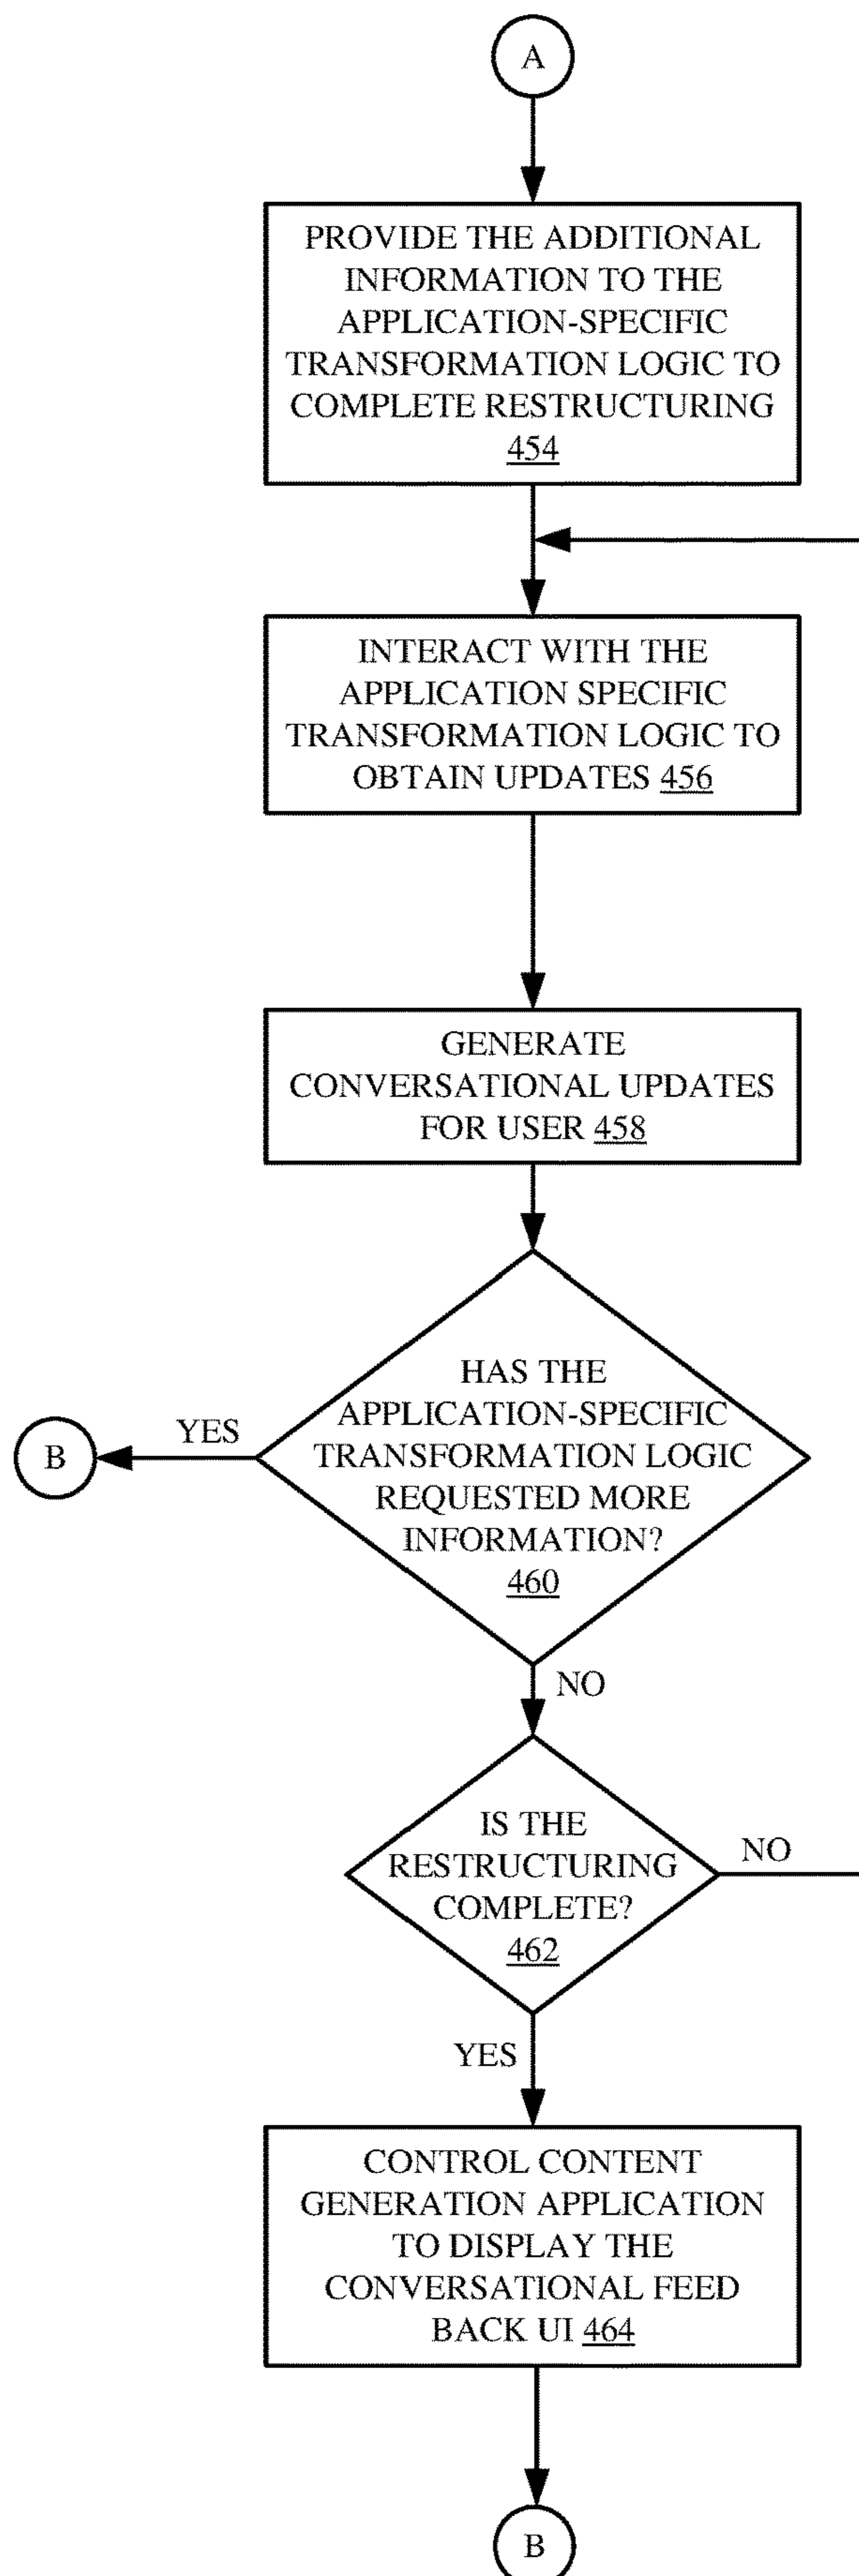 A
PROVIDE THE ADDITIONAL
INFORMATION TO THE
APPLICATION-SPECIFIC
TRANSFORMATION LOGIC TO
COMPLETE RESTRUCTURING
454
INTERACT WITH THE
APPLICATION SPECIFIC
TRANSFORMATION LOGIC TO
OBTAIN UPDATES 456
GENERATE
CONVERSATIONAL UPDATES
FOR USER 458
HAS THE
APPLICATION-SPECIFIC
TRANSFORMATION LOGIC
REQUESTED MORE
INFORMATION?
460
YES
B
NO
IS THE
RESTRUCTURING
COMPLETE?
462
NO
YES
CONTROL CONTENT
GENERATION APPLICATION
TO DISPLAY THE
CONVERSATIONAL FEED
BACK UI 464
B